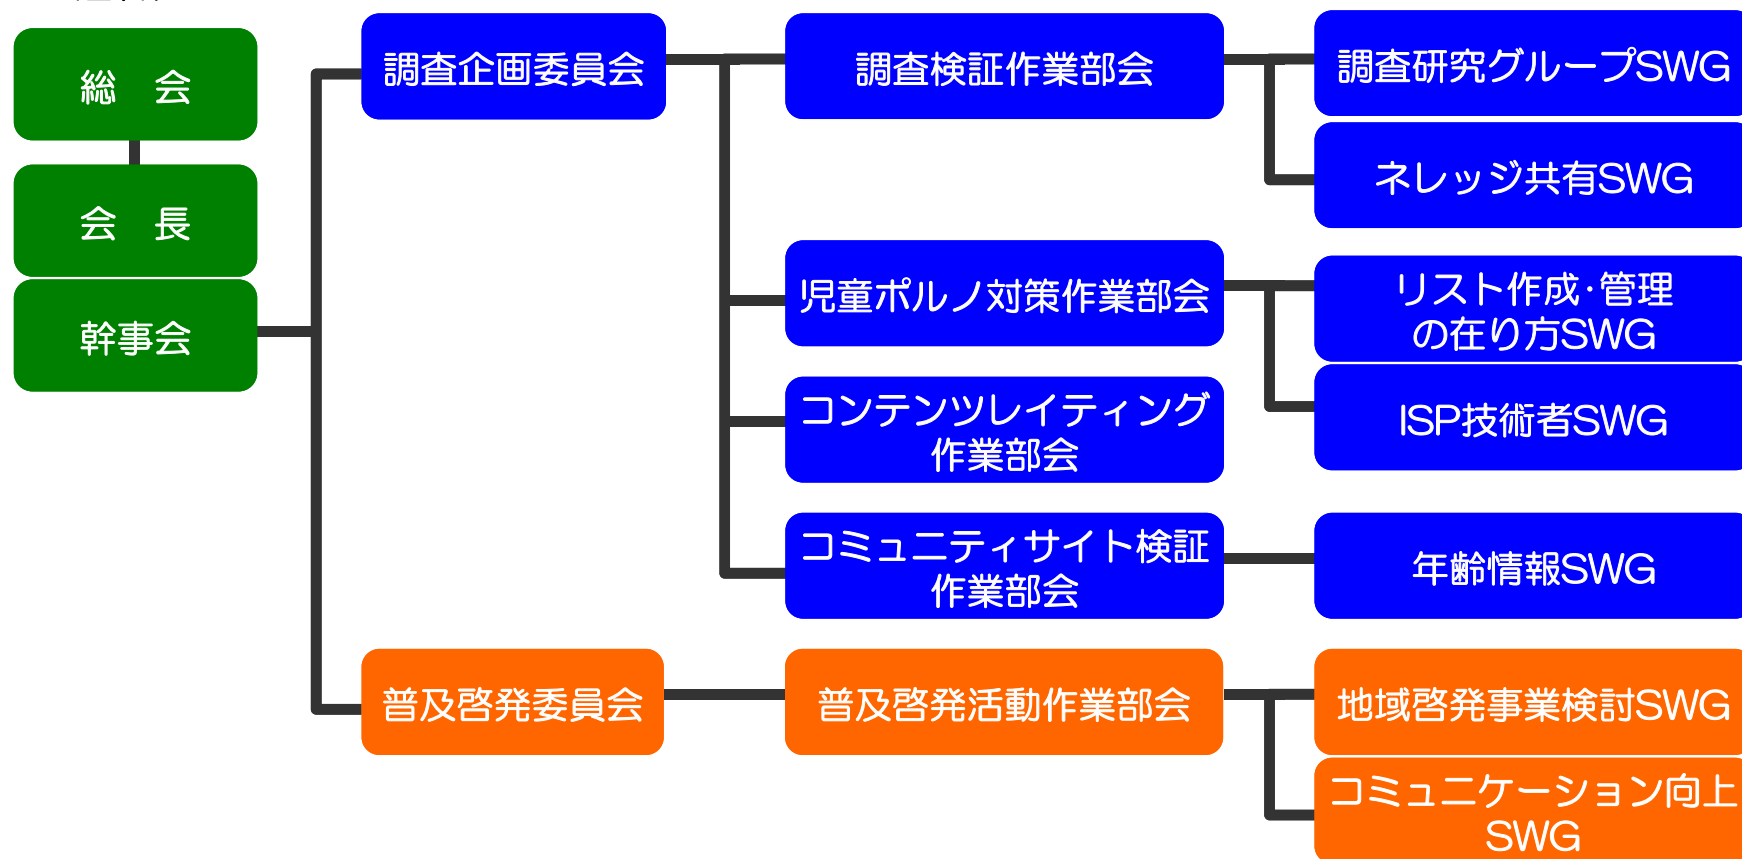 総　会
会　長
幹事会
調査企画委員会
調査検証作業部会
調査研究グループSWG
ネレッジ共有SWG
児童ポルノ対策作業部会
リスト作成・管理
の在り方SWG
ISP技術者SWG
コンテンツレイティング
作業部会
コミュニティサイト検証
作業部会
年齢情報SWG
普及啓発委員会
普及啓発活動作業部会
地域啓発事業検討SWG
コミュニケーション向上
SWG